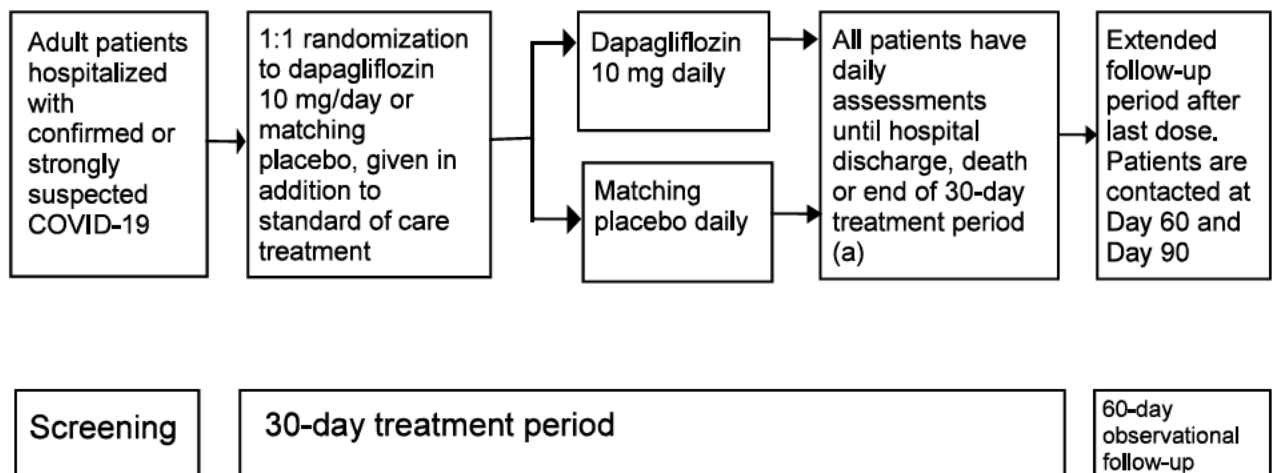 Adult patients
hospitalized
with
confirmed or
strongly
suspected
COVID-19
1:1 randomization
to dapagliflozin
10 mg/day or
matching
placebo, given in
addition to
standard of care
treatment
Dapagliflozin
10 mg daily
Matching
placebo daily
All patients have
daily
assessments
until hospital
discharge, death
or end of 30-day
treatment period
(a)
Extended
follow-up
period after
last dose.
Patients are
contacted at
Day 60 and
Day 90
Screening
30-day treatment period
60-day
observational
follow-up